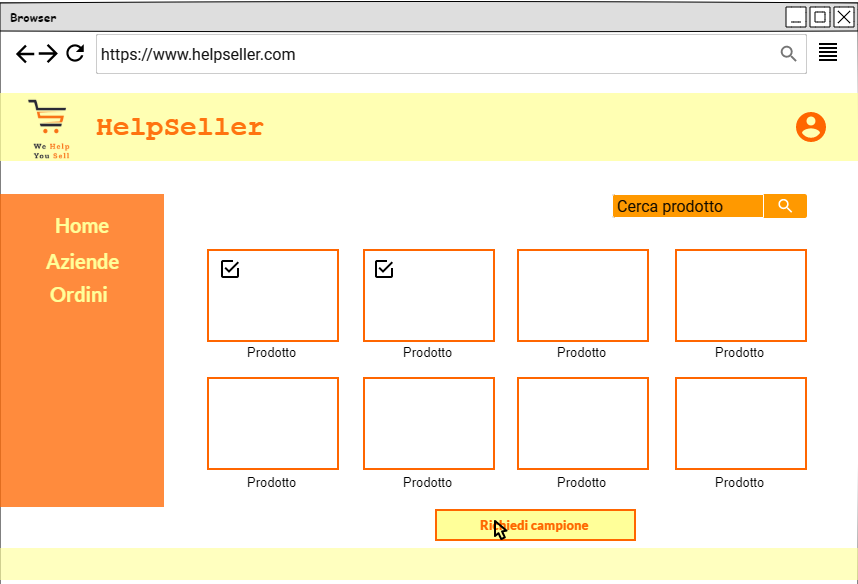 Browser
https://www.helpseller.com
We Help
You Sell
HelpSeller
Home
Aziende
Ordini
Cerca prodotto
Prodotto Prodotto Prodotto Prodotto
Prodotto Prodotto Prodotto Prodotto
Richiedi campione